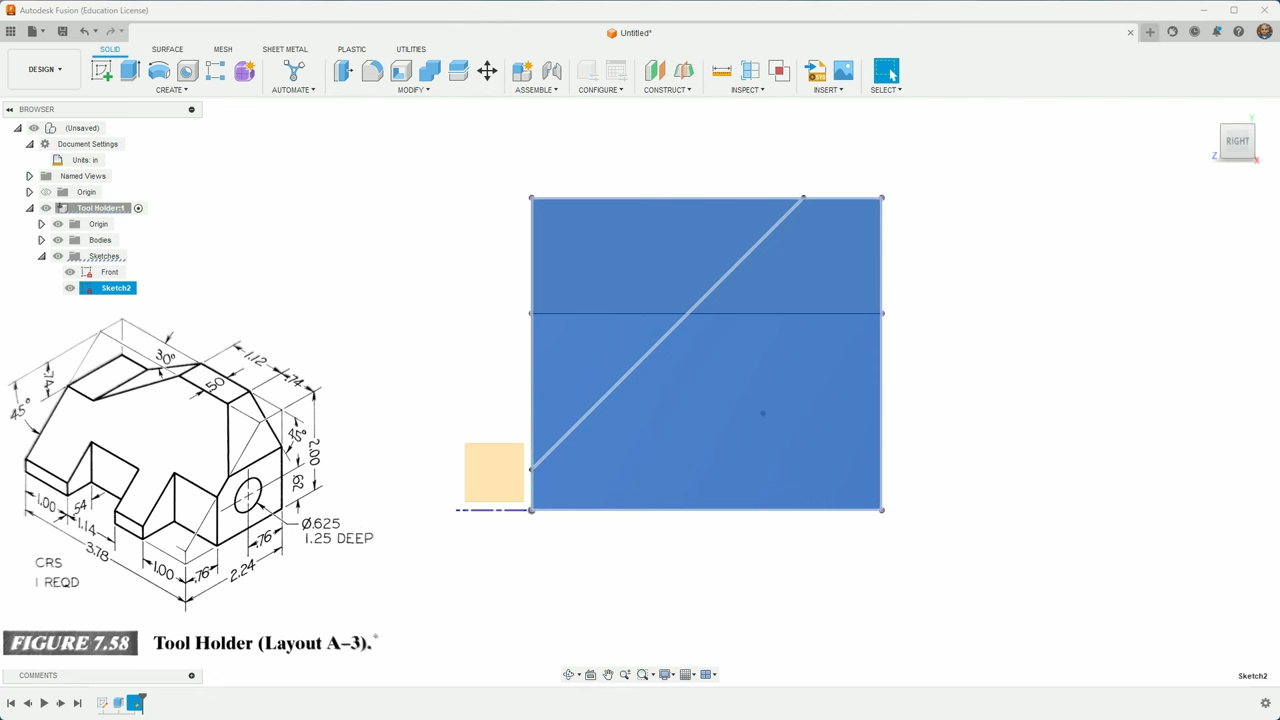 Autodesk Fusion (Education License)
Untitled*
SOLID SURFACE MESH SHEET METAL PLASTIC UTILITIES
DESIGN
CREATE AUTOMATE MODIFY ASSEMBLE CONFIGURE CONSTRUCT INSPECT INSERT SELECT
BROWSER
(Unsaved)
Document Settings
Units: in
Named Views
Origin
Tool Holder:1
Origin
Bodies
Sketches
Front
Sketch2
Y
RIGHT
Z
X
30°
1.12
.74
.74
.50
45°
45°
2.00
.62
1.00
.54
1.14
3.78
Ø.625
1.25 DEEP
.76
2.24
1.00
.76
CRS
1 REQD
FIGURE 7.58 Tool Holder (Layout A–3).
COMMENTS
Sketch2